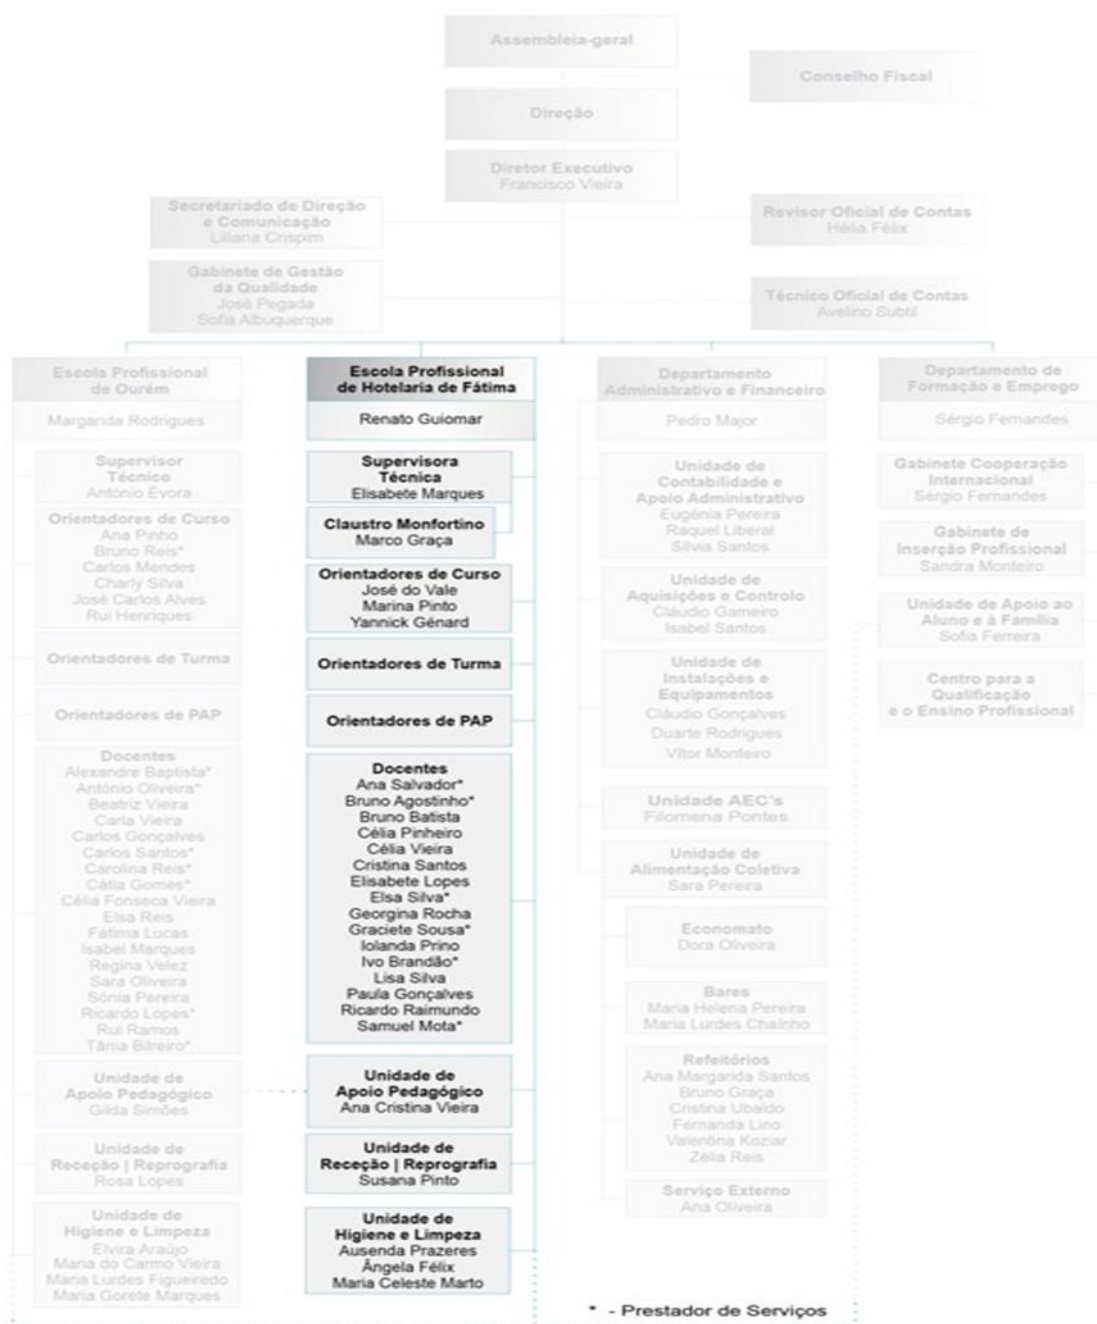 Assembleia-geral
Conselho Fiscal
Direção
Diretor Executivo
Francisco Vieira
Secretariado de Direção
e Comunicação
Liliana Crispim
Revisor Oficial de Contas
Hélia Félix
Gabinete de Gestão
da Qualidade
José Pegada
Sofia Albuquerque
Técnico Oficial de Contas
Avelino Subtil
Escola Profissional
de Ourém
Margarida Rodrigues
Supervisor
Técnico
António Évora
Orientadores de Curso
Ana Pinho
Bruno Reis*
Carlos Mendes
Charly Silva
José Carlos Alves
Rui Henriques
Orientadores de Turma
Orientadores de PAP
Docentes
Alexandre Baptista*
António Oliveira*
Beatriz Vieira
Carla Vieira
Carlos Gonçalves
Carlos Santos*
Carolina Reis*
Cátia Gomes*
Célia Fonseca Vieira
Elsa Reis
Fátima Lucas
Isabel Marques
Regina Velez
Sara Oliveira
Sónia Pereira
Ricardo Lopes*
Rui Ramos
Tânia Bilreiro*
Unidade de
Apoio Pedagógico
Gilda Simões
Unidade de
Receção | Reprografia
Rosa Lopes
Unidade de
Higiene e Limpeza
Elvira Araújo
Maria do Carmo Vieira
Maria Lurdes Figueiredo
Maria Gorete Marques
Escola Profissional
de Hotelaria de Fátima
Renato Guiomar
Supervisora
Técnica
Elisabete Marques
Claustro Monfortino
Marco Graça
Orientadores de Curso
José do Vale
Marina Pinto
Yannick Génard
Orientadores de Turma
Orientadores de PAP
Docentes
Ana Salvador*
Bruno Agostinho*
Bruno Batista
Célia Pinheiro
Célia Vieira
Cristina Santos
Elisabete Lopes
Elsa Silva*
Georgina Rocha
Graciete Sousa*
Iolanda Prino
Ivo Brandão*
Lisa Silva
Paula Gonçalves
Ricardo Raimundo
Samuel Mota*
Unidade de
Apoio Pedagógico
Ana Cristina Vieira
Unidade de
Receção | Reprografia
Susana Pinto
Unidade de
Higiene e Limpeza
Ausenda Prazeres
Ângela Félix
Maria Celeste Marto
Departamento
Administrativo e Financeiro
Pedro Major
Unidade de
Contabilidade e
Apoio Administrativo
Eugénia Pereira
Raquel Liberal
Silvia Santos
Unidade de
Aquisições e Controlo
Cláudio Gameiro
Isabel Santos
Unidade de
Instalações e
Equipamentos
Cláudio Gonçalves
Duarte Rodrigues
Vítor Monteiro
Unidade AEC's
Filomena Pontes
Unidade de
Alimentação Coletiva
Sara Pereira
Economato
Dora Oliveira
Bares
Maria Helena Pereira
Maria Lurdes Chaínho
Refeitórios
Ana Margarida Santos
Bruno Graça
Cristina Ubaldo
Fernanda Lino
Valentina Koziar
Zélia Reis
Serviço Externo
Ana Oliveira
Departamento de
Formação e Emprego
Sérgio Fernandes
Gabinete Cooperação
Internacional
Sérgio Fernandes
Gabinete de
Inserção Profissional
Sandra Monteiro
Unidade de Apoio ao
Aluno e à Família
Sofia Ferreira
Centro para a
Qualificação
e o Ensino Profissional
* - Prestador de Serviços